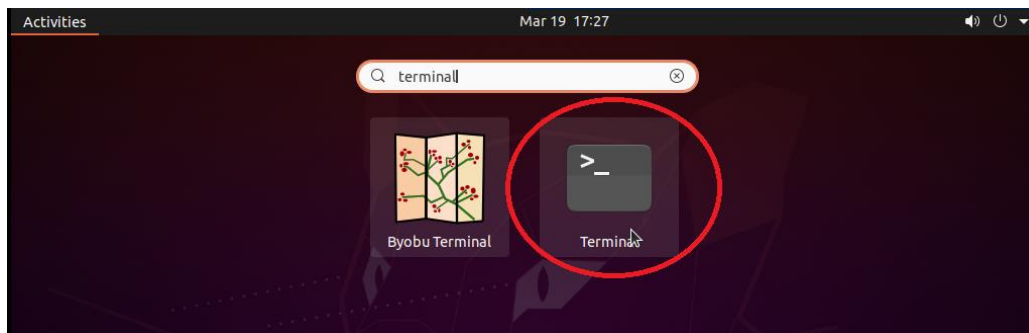 Activities
Mar 19 17:27
terminal
>_
Byobu Terminal
Terminal